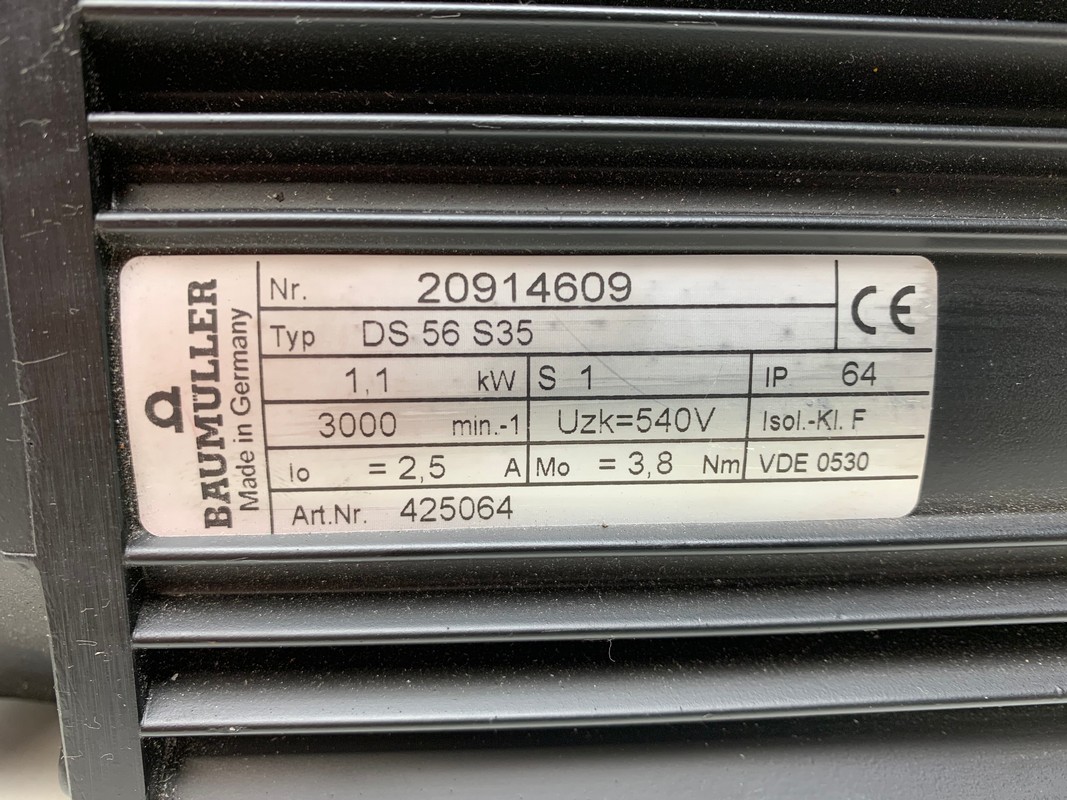 BAUMÜLLER
Made in Germany
Nr. 20914609
CE
Typ DS 56 S35
1,1 kW S 1 IP 64
3000 min.-1 Uzk=540V Isol.-Kl. F
Io = 2,5 A Mo = 3,8 Nm VDE 0530
Art.Nr. 425064